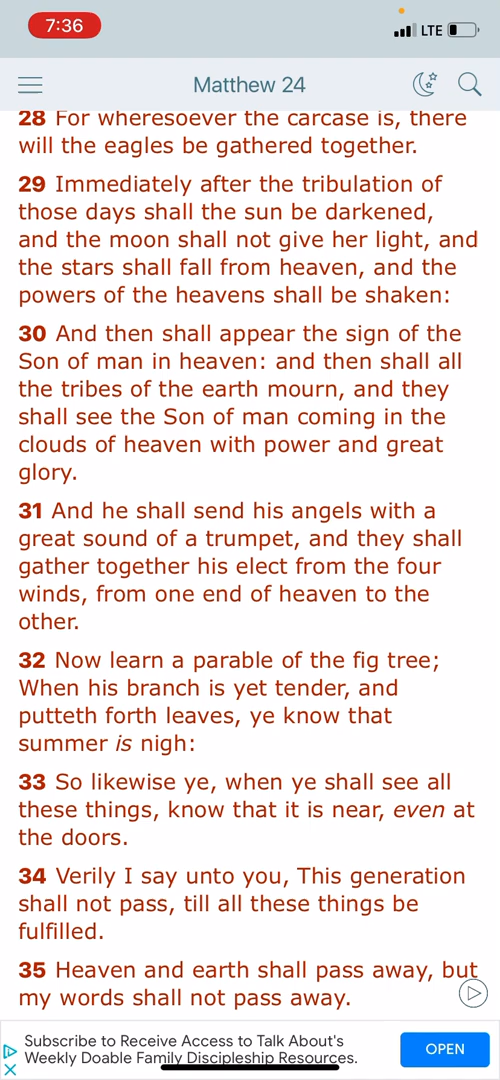 7:36
LTE
Matthew 24
28 For wheresoever the carcase is, there
will the eagles be gathered together.
29 Immediately after the tribulation of
those days shall the sun be darkened,
and the moon shall not give her light, and
the stars shall fall from heaven, and the
powers of the heavens shall be shaken:
30 And then shall appear the sign of the
Son of man in heaven: and then shall all
the tribes of the earth mourn, and they
shall see the Son of man coming in the
clouds of heaven with power and great
glory.
31 And he shall send his angels with a
great sound of a trumpet, and they shall
gather together his elect from the four
winds, from one end of heaven to the
other.
32 Now learn a parable of the fig tree;
When his branch is yet tender, and
putteth forth leaves, ye know that
summer is nigh:
33 So likewise ye, when ye shall see all
these things, know that it is near, even at
the doors.
34 Verily I say unto you, This generation
shall not pass, till all these things be
fulfilled.
35 Heaven and earth shall pass away, but
my words shall not pass away.
Subscribe to Receive Access to Talk About's
Weekly Doable Family Discipleship Resources.
OPEN